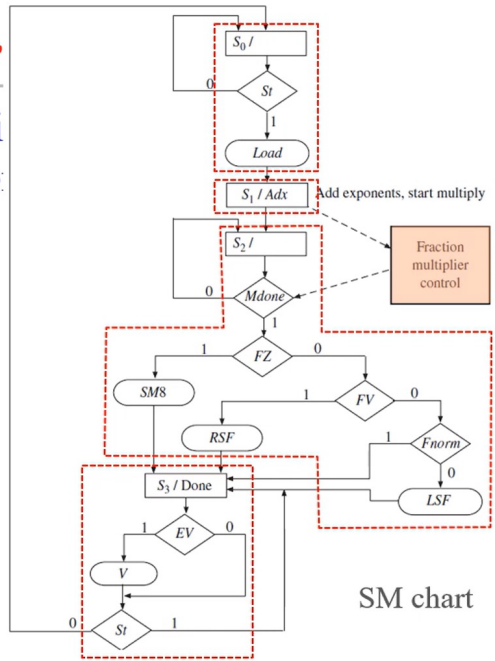 S0 /
0
St
1
Load
S1 / Adx
Add exponents, start multiply
S2 /
Fraction
multiplier
control
0
Mdone
1
1
FZ
0
SM8
1
FV
0
RSF
1
Fnorm
0
S3 / Done
LSF
1
EV
0
V
SM chart
0
St
1